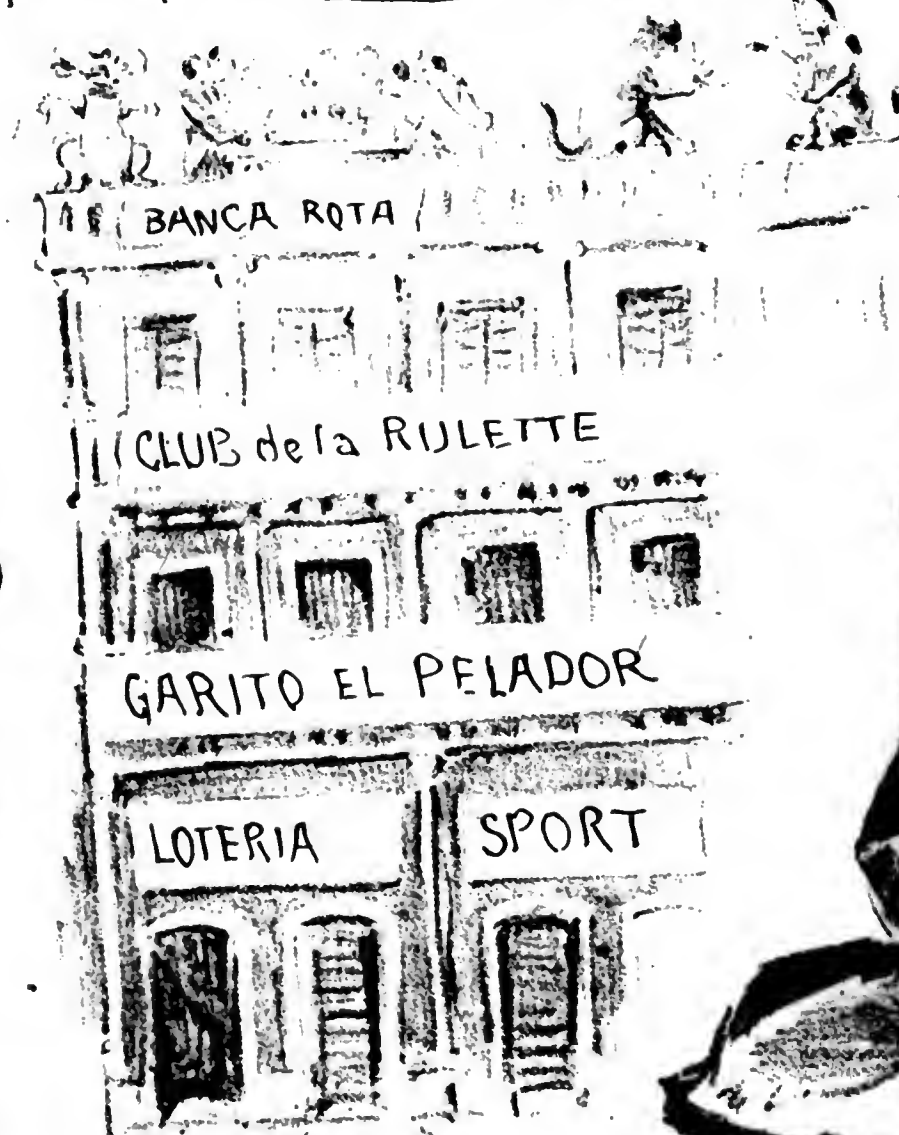 BANCA ROTA
CLUB de la RULETTE
GARITO EL PELADOR
LOTERIA
SPORT